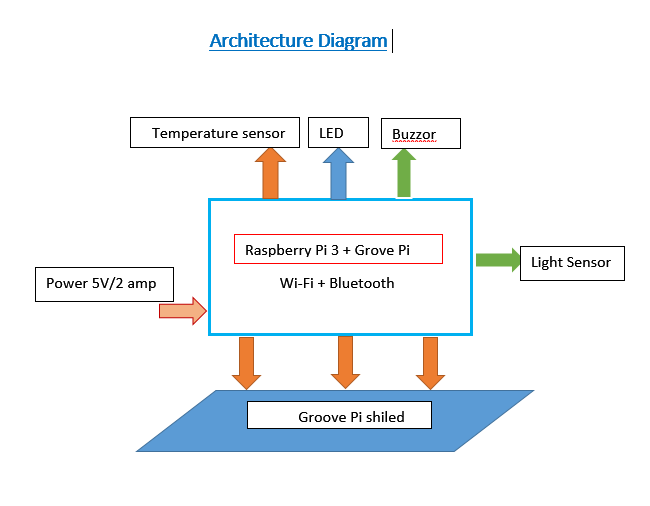 Architecture Diagram
Temperature sensor
LED
Buzzor
Raspberry Pi 3 + Grove Pi
Wi-Fi + Bluetooth
Light Sensor
Power 5V/2 amp
Groove Pi shiled